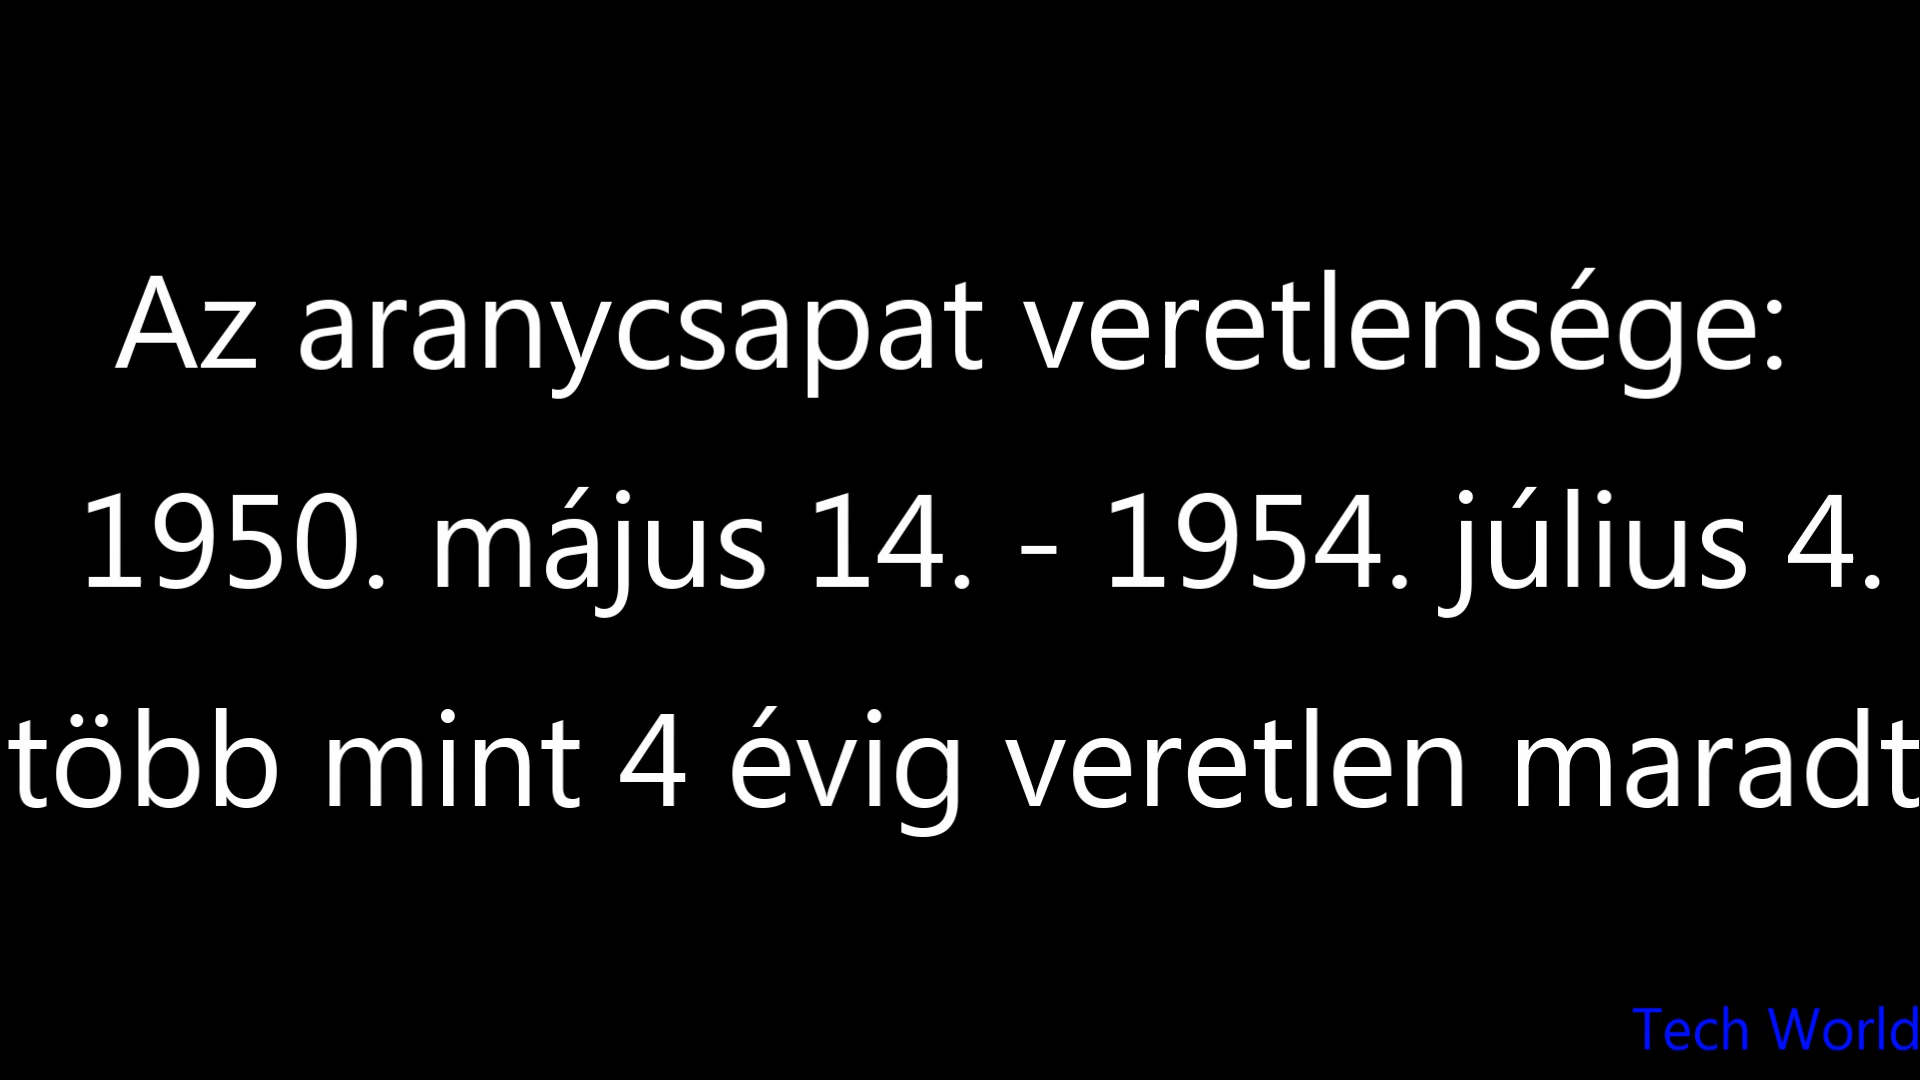 Az aranycsapat veretlensége:
1950. május 14. - 1954. július 4.
több mint 4 évig veretlen maradt
Tech World